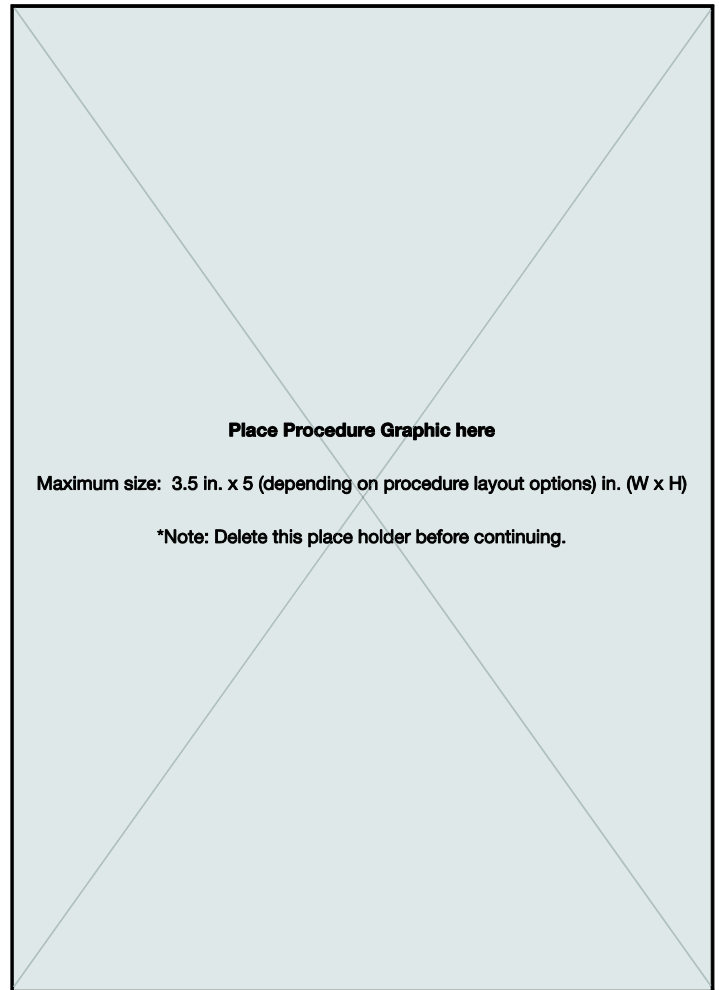 Place Procedure Graphic here
Maximum size:  3.5 in. x 5 (depending on procedure layout options) in. (W x H)
*Note: Delete this place holder before continuing.